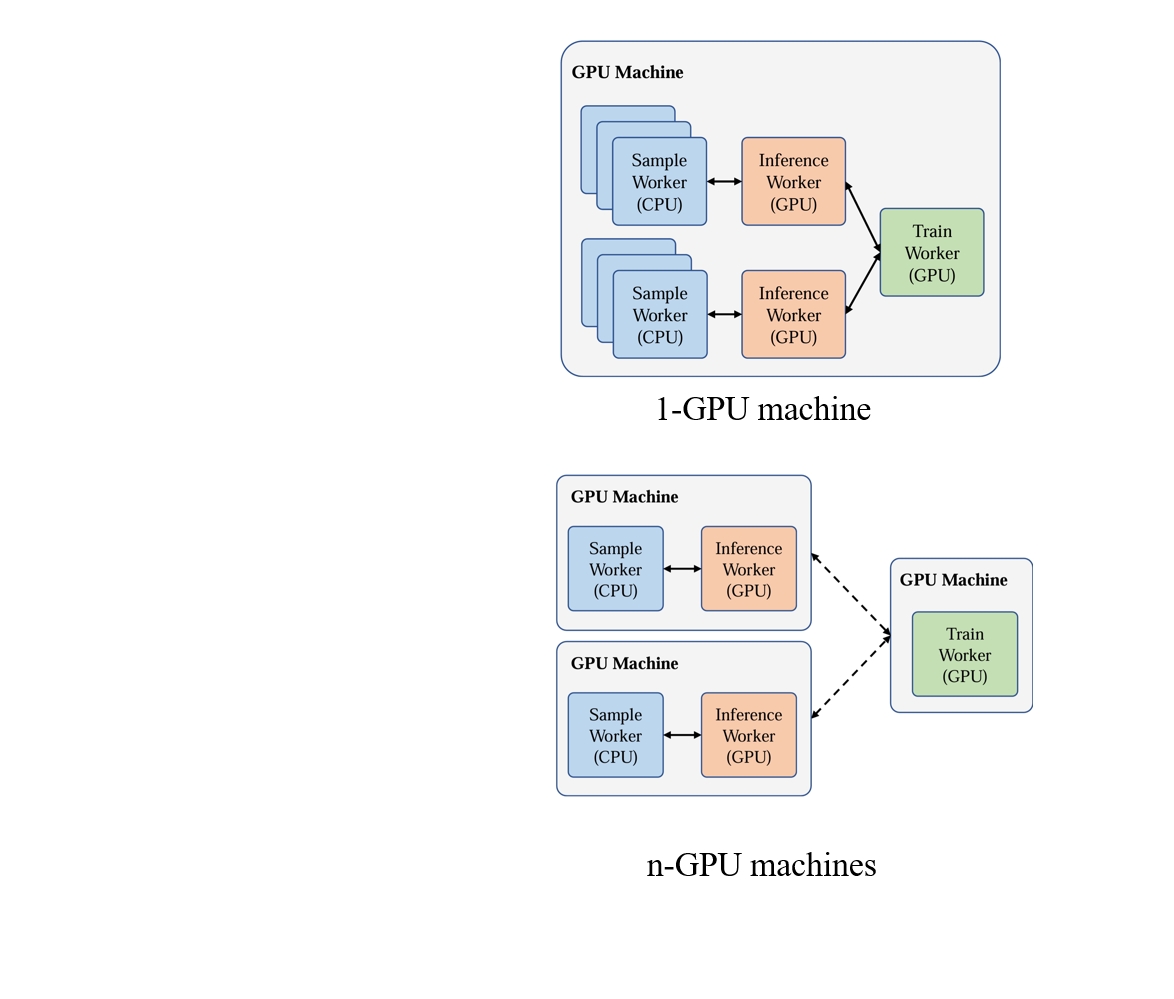 GPU Machine
Sample
Worker
(CPU)
Inference
Worker
(GPU)
Train
Worker
(GPU)
Sample
Worker
(CPU)
Inference
Worker
(GPU)
1-GPU machine
GPU Machine
Sample
Worker
(CPU)
Inference
Worker
(GPU)
GPU Machine
Train
Worker
(GPU)
GPU Machine
Sample
Worker
(CPU)
Inference
Worker
(GPU)
n-GPU machines